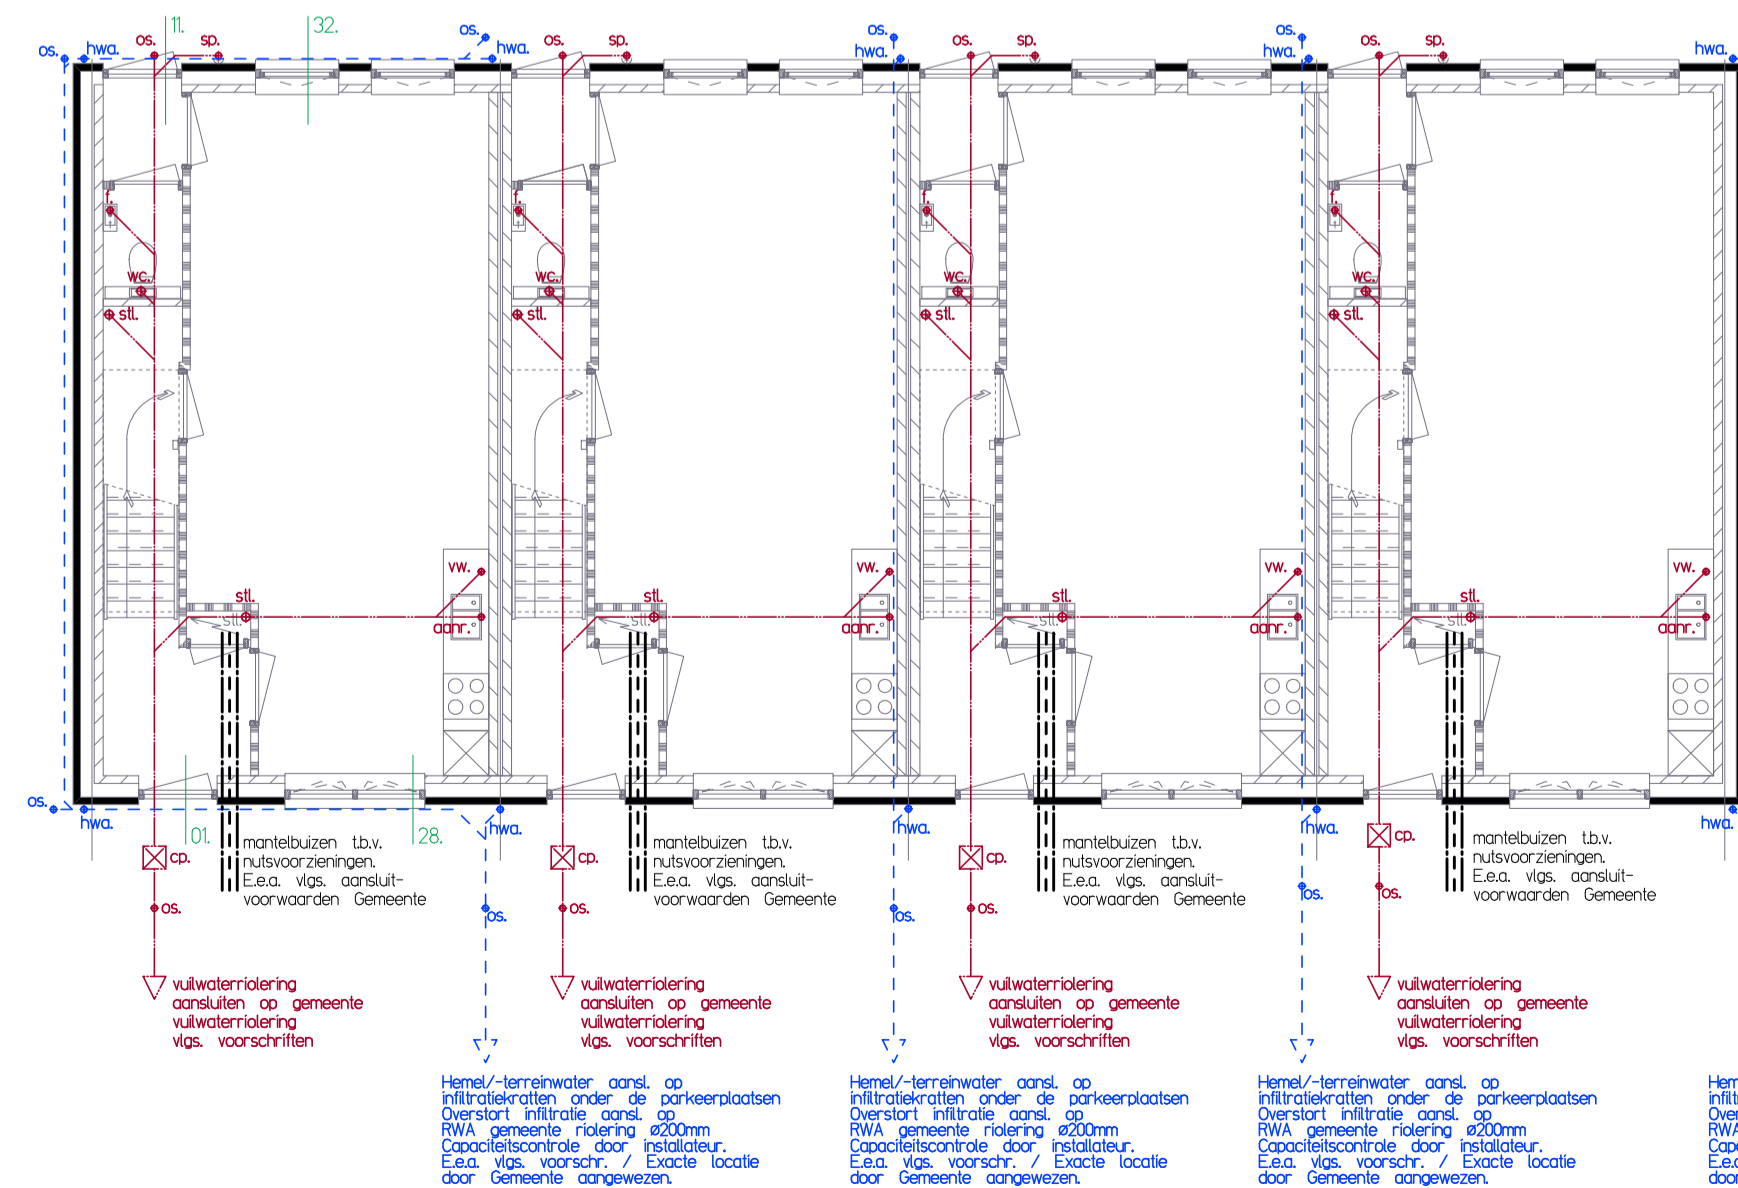 11.
32.
os.
hwa.
os.
sp.
os.
hwa.
os.
sp.
os.
hwa.
os.
sp.
os.
hwa.
os.
sp.
hwa.
f.
wc.
stl.
f.
wc.
stl.
f.
wc.
stl.
f.
wc.
stl.
vw.
stl.
stl.
aanr.
vw.
stl.
stl.
aanr.
vw.
stl.
stl.
aanr.
vw.
stl.
stl.
aanr.
os.
hwa.
01.
28.
hwa.
hwa.
hwa.
hwa.
mantelbuizen t.b.v.
nutsvoorzieningen.
E.e.a. vlgs. aansluit-
voorwaarden Gemeente
mantelbuizen t.b.v.
nutsvoorzieningen.
E.e.a. vlgs. aansluit-
voorwaarden Gemeente
mantelbuizen t.b.v.
nutsvoorzieningen.
E.e.a. vlgs. aansluit-
voorwaarden Gemeente
mantelbuizen t.b.v.
nutsvoorzieningen.
E.e.a. vlgs. aansluit-
voorwaarden Gemeente
cp.
cp.
cp.
cp.
os.
os.
os.
os.
os.
os.
os.
vuilwaterriolering
aansluiten op gemeente
vuilwaterriolering
vlgs. voorschriften
vuilwaterriolering
aansluiten op gemeente
vuilwaterriolering
vlgs. voorschriften
vuilwaterriolering
aansluiten op gemeente
vuilwaterriolering
vlgs. voorschriften
vuilwaterriolering
aansluiten op gemeente
vuilwaterriolering
vlgs. voorschriften
Hemel/-terreinwater aansl. op
infiltratiekratten onder de parkeerplaatsen
Overstort infiltratie aansl. op
RWA gemeente riolering ø200mm
Capaciteitscontrole door installateur.
E.e.a. vlgs. voorschr. / Exacte locatie
door Gemeente aangewezen.
Hemel/-terreinwater aansl. op
infiltratiekratten onder de parkeerplaatsen
Overstort infiltratie aansl. op
RWA gemeente riolering ø200mm
Capaciteitscontrole door installateur.
E.e.a. vlgs. voorschr. / Exacte locatie
door Gemeente aangewezen.
Hemel/-terreinwater aansl. op
infiltratiekratten onder de parkeerplaatsen
Overstort infiltratie aansl. op
RWA gemeente riolering ø200mm
Capaciteitscontrole door installateur.
E.e.a. vlgs. voorschr. / Exacte locatie
door Gemeente aangewezen.